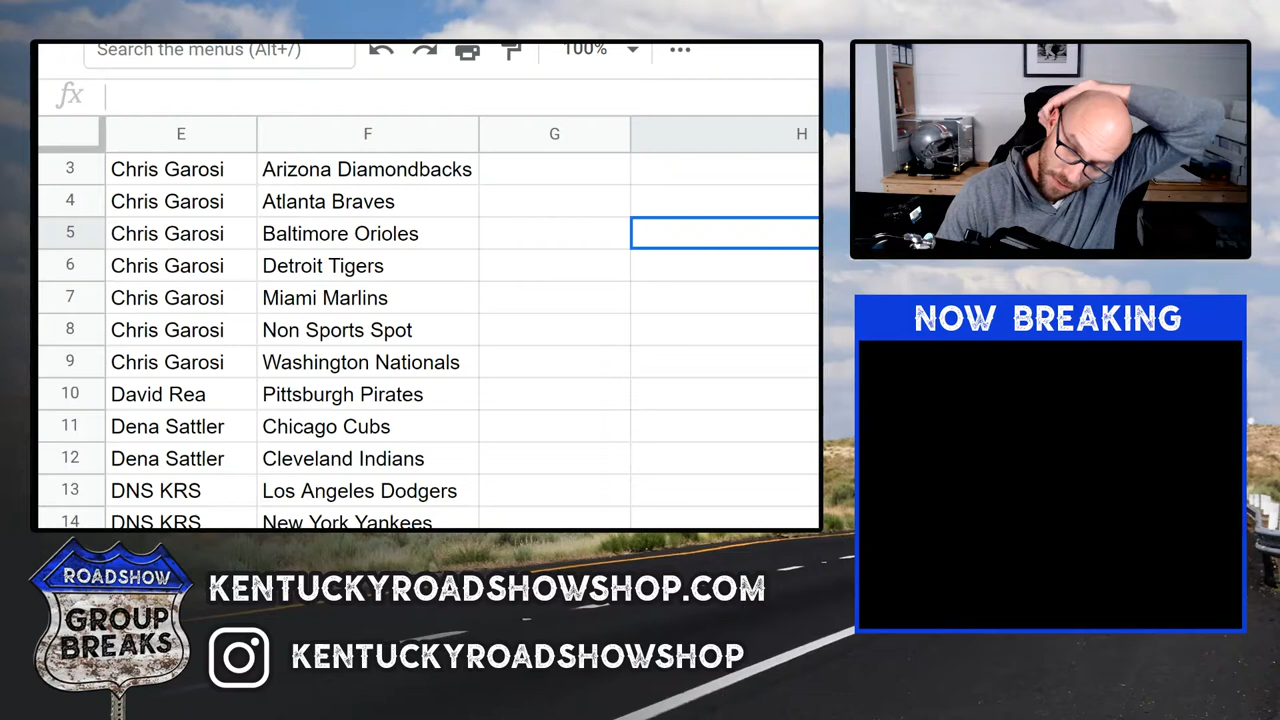 Search the menus (Alt+/)
100%
fx
E F G H
3 Chris Garosi Arizona Diamondbacks
4 Chris Garosi Atlanta Braves
5 Chris Garosi Baltimore Orioles
6 Chris Garosi Detroit Tigers
7 Chris Garosi Miami Marlins
8 Chris Garosi Non Sports Spot
9 Chris Garosi Washington Nationals
10 David Rea Pittsburgh Pirates
11 Dena Sattler Chicago Cubs
12 Dena Sattler Cleveland Indians
13 DNS KRS Los Angeles Dodgers
14 DNS KRS New York Yankees
NOW BREAKING
ROADSHOW
GROUP
BREAKS
KENTUCKYROADSHOWSHOP.COM
KENTUCKYROADSHOWSHOP